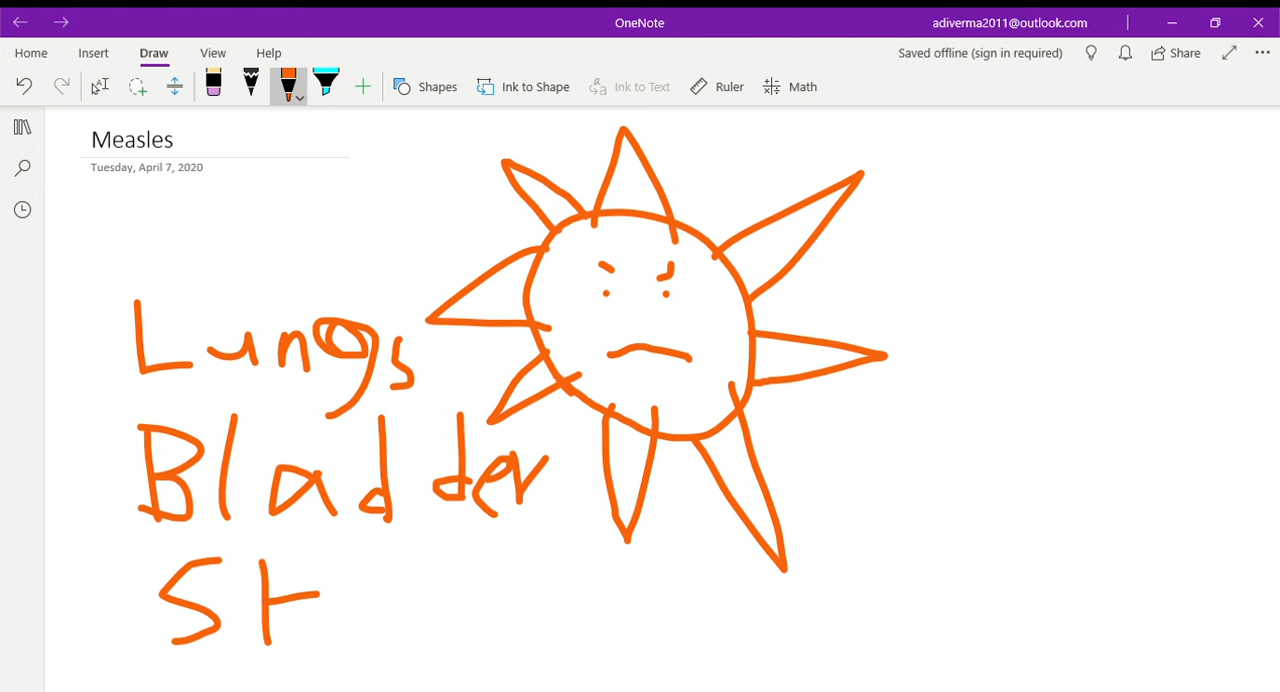 OneNote
adiverma2011@outlook.com
Home Insert Draw View Help
Saved offline (sign in required) Share
Shapes Ink to Shape Ink to Text Ruler Math
Measles
Tuesday, April 7, 2020
Lungs
Bladder